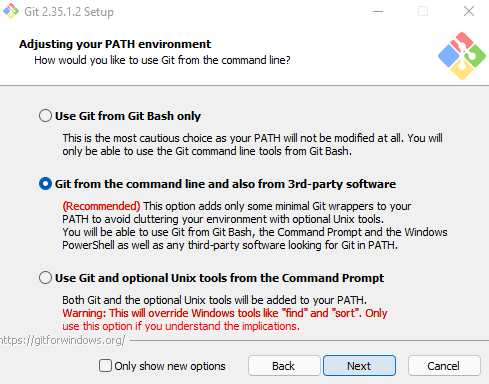 Git 2.35.1.2 Setup
Adjusting your PATH environment
How would you like to use Git from the command line?
Use Git from Git Bash only
This is the most cautious choice as your PATH will not be modified at all. You will
only be able to use the Git command line tools from Git Bash.
Git from the command line and also from 3rd-party software
(Recommended) This option adds only some minimal Git wrappers to your
PATH to avoid cluttering your environment with optional Unix tools.
You will be able to use Git from Git Bash, the Command Prompt and the Windows
PowerShell as well as any third-party software looking for Git in PATH.
Use Git and optional Unix tools from the Command Prompt
Both Git and the optional Unix tools will be added to your PATH.
Warning: This will override Windows tools like "find" and "sort". Only
use this option if you understand the implications.
https://gitforwindows.org/
Only show new options
Back
Next
Cancel